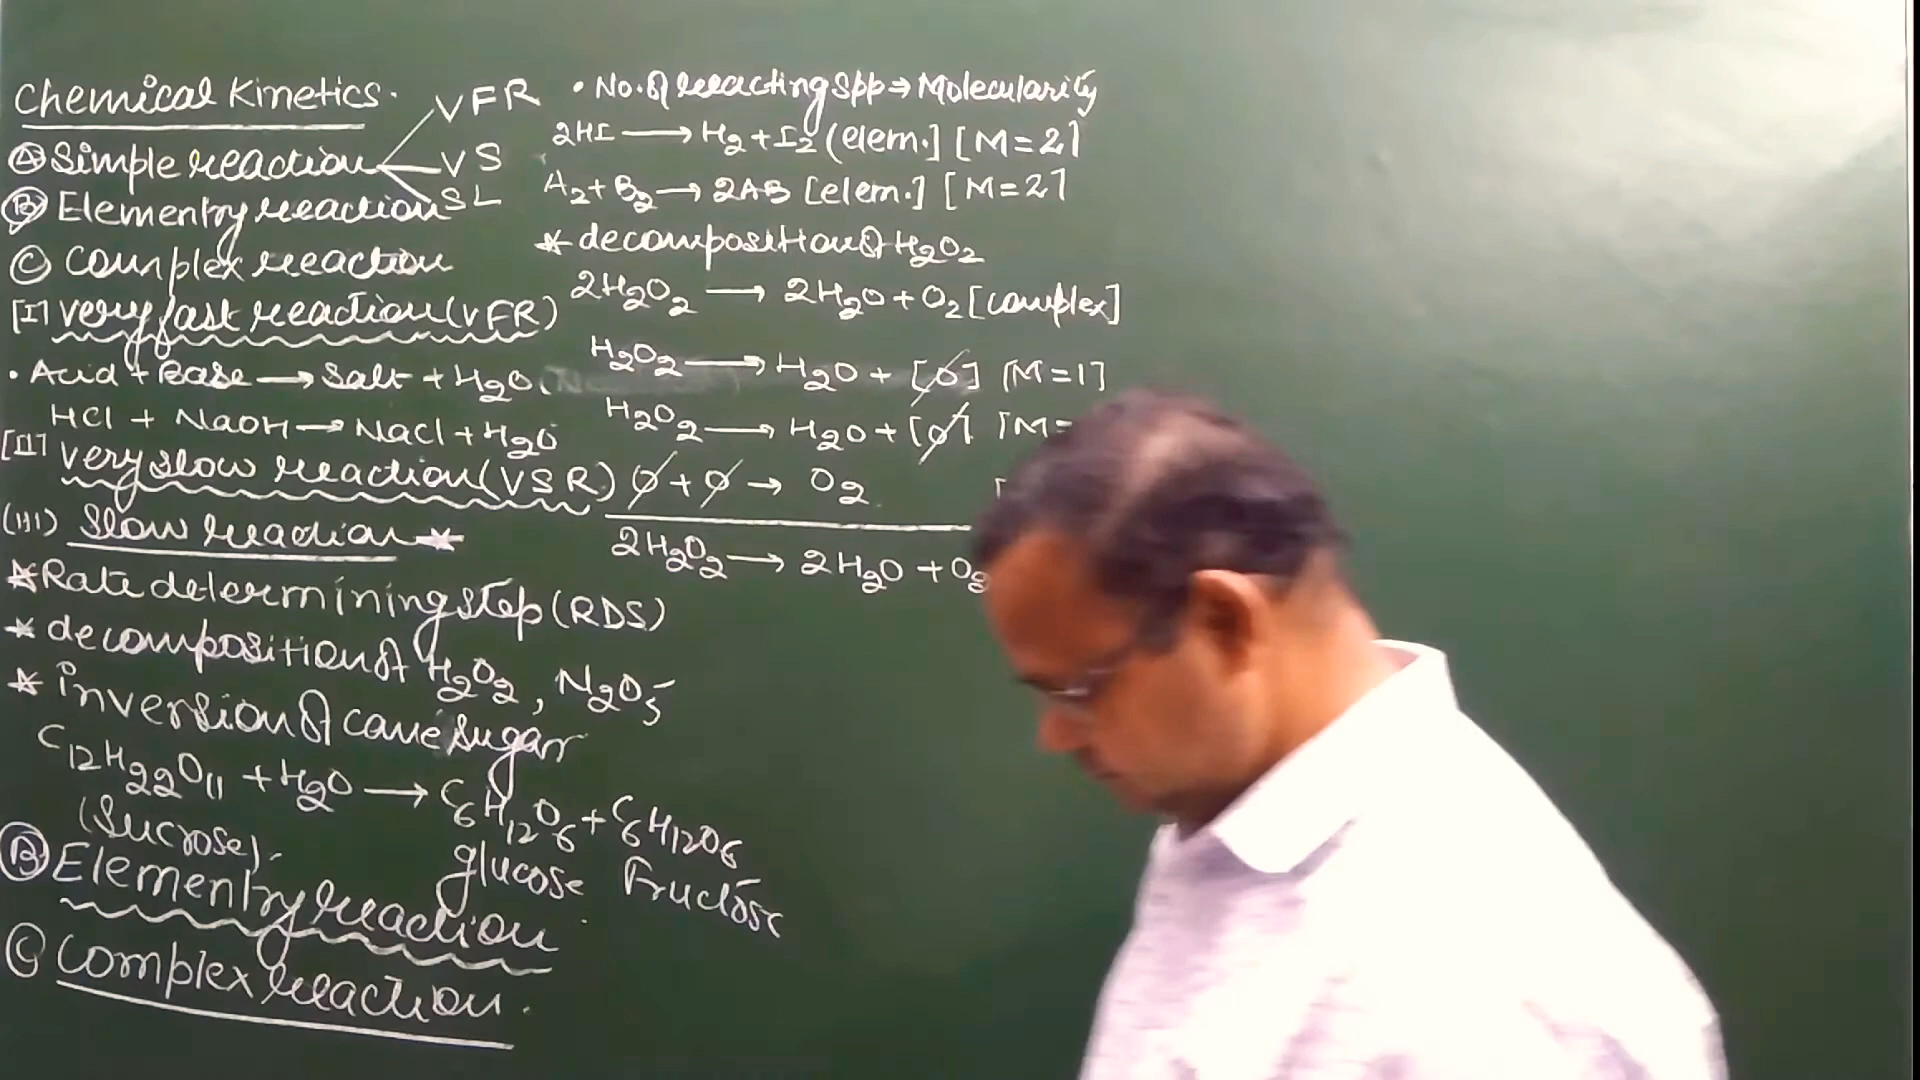 Chemical Kinetics.
VFR
VS
SL
Ⓐ Simple reaction
Ⓑ Elementry reaction
Ⓒ Complex reaction
[I] Very fast reaction (VFR)
• Acid + Base → Salt + H₂O
HCl + NaOH → NaCl + H₂O
[II] Very slow reaction (VSR)
(III) Slow reaction *
* Rate determining step (RDS)
* decomposition of H₂O₂, N₂O₅
* inversion of cane sugar
C₁₂H₂₂O₁₁ + H₂O → C₆H₁₂O₆ + C₆H₁₂O₆
(Sucrose). glucose Fructose
Ⓑ Elementry reaction
Ⓒ Complex reaction.
• No. of reacting Spp ⇒ Molecularity
2HI → H₂ + I₂ (elem.] [M=2]
A₂ + B₂ → 2AB [elem.] [M=2]
* decomposition of H₂O₂
2H₂O₂ → 2H₂O + O₂ [complex]
H₂O₂ → H₂O + [O] [M=1]
H₂O₂ → H₂O + [O] [M=
O + O → O₂ [
2H₂O₂ → 2H₂O + O₂